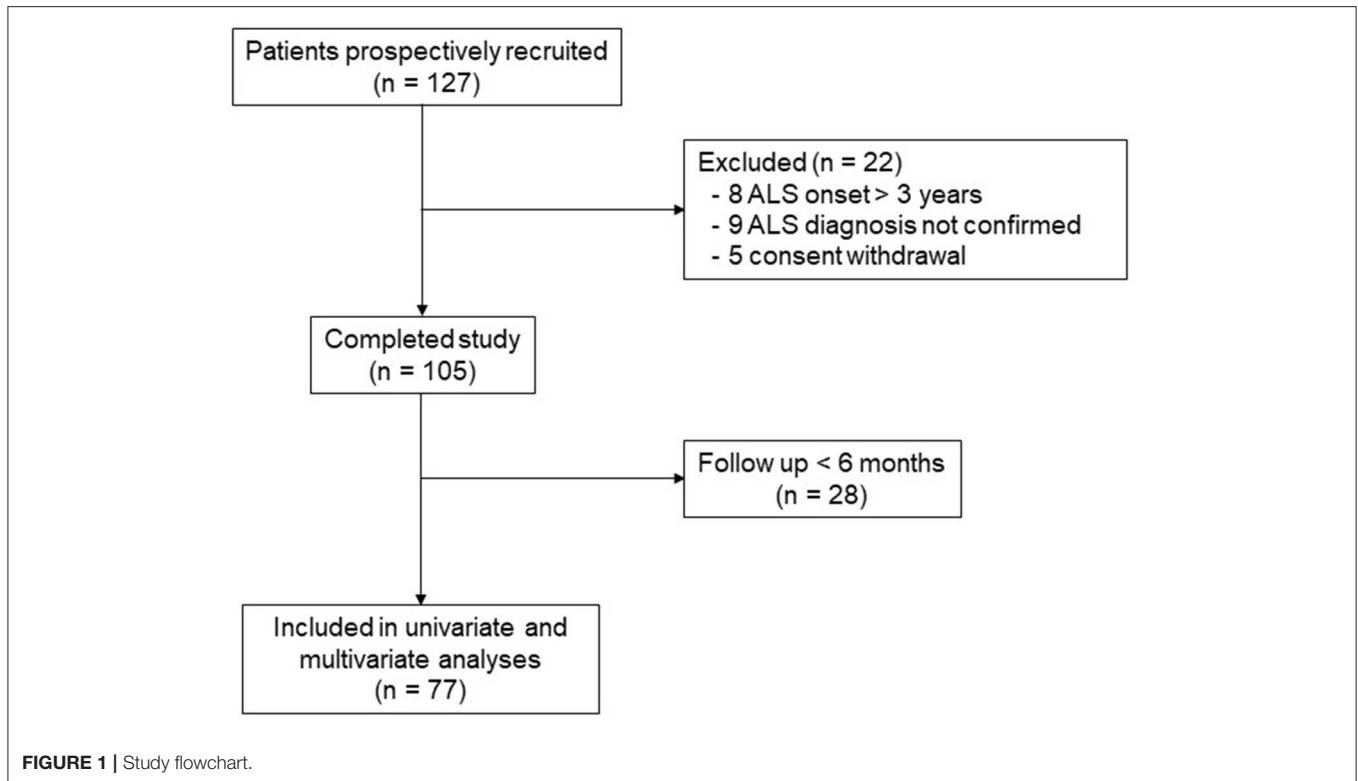 Patients prospectively recruited
(n = 127)
Excluded (n = 22)
- 8 ALS onset > 3 years
- 9 ALS diagnosis not confirmed
- 5 consent withdrawal
Completed study
(n = 105)
Follow up < 6 months
(n = 28)
Included in univariate and
multivariate analyses
(n = 77)
FIGURE 1 | Study flowchart.